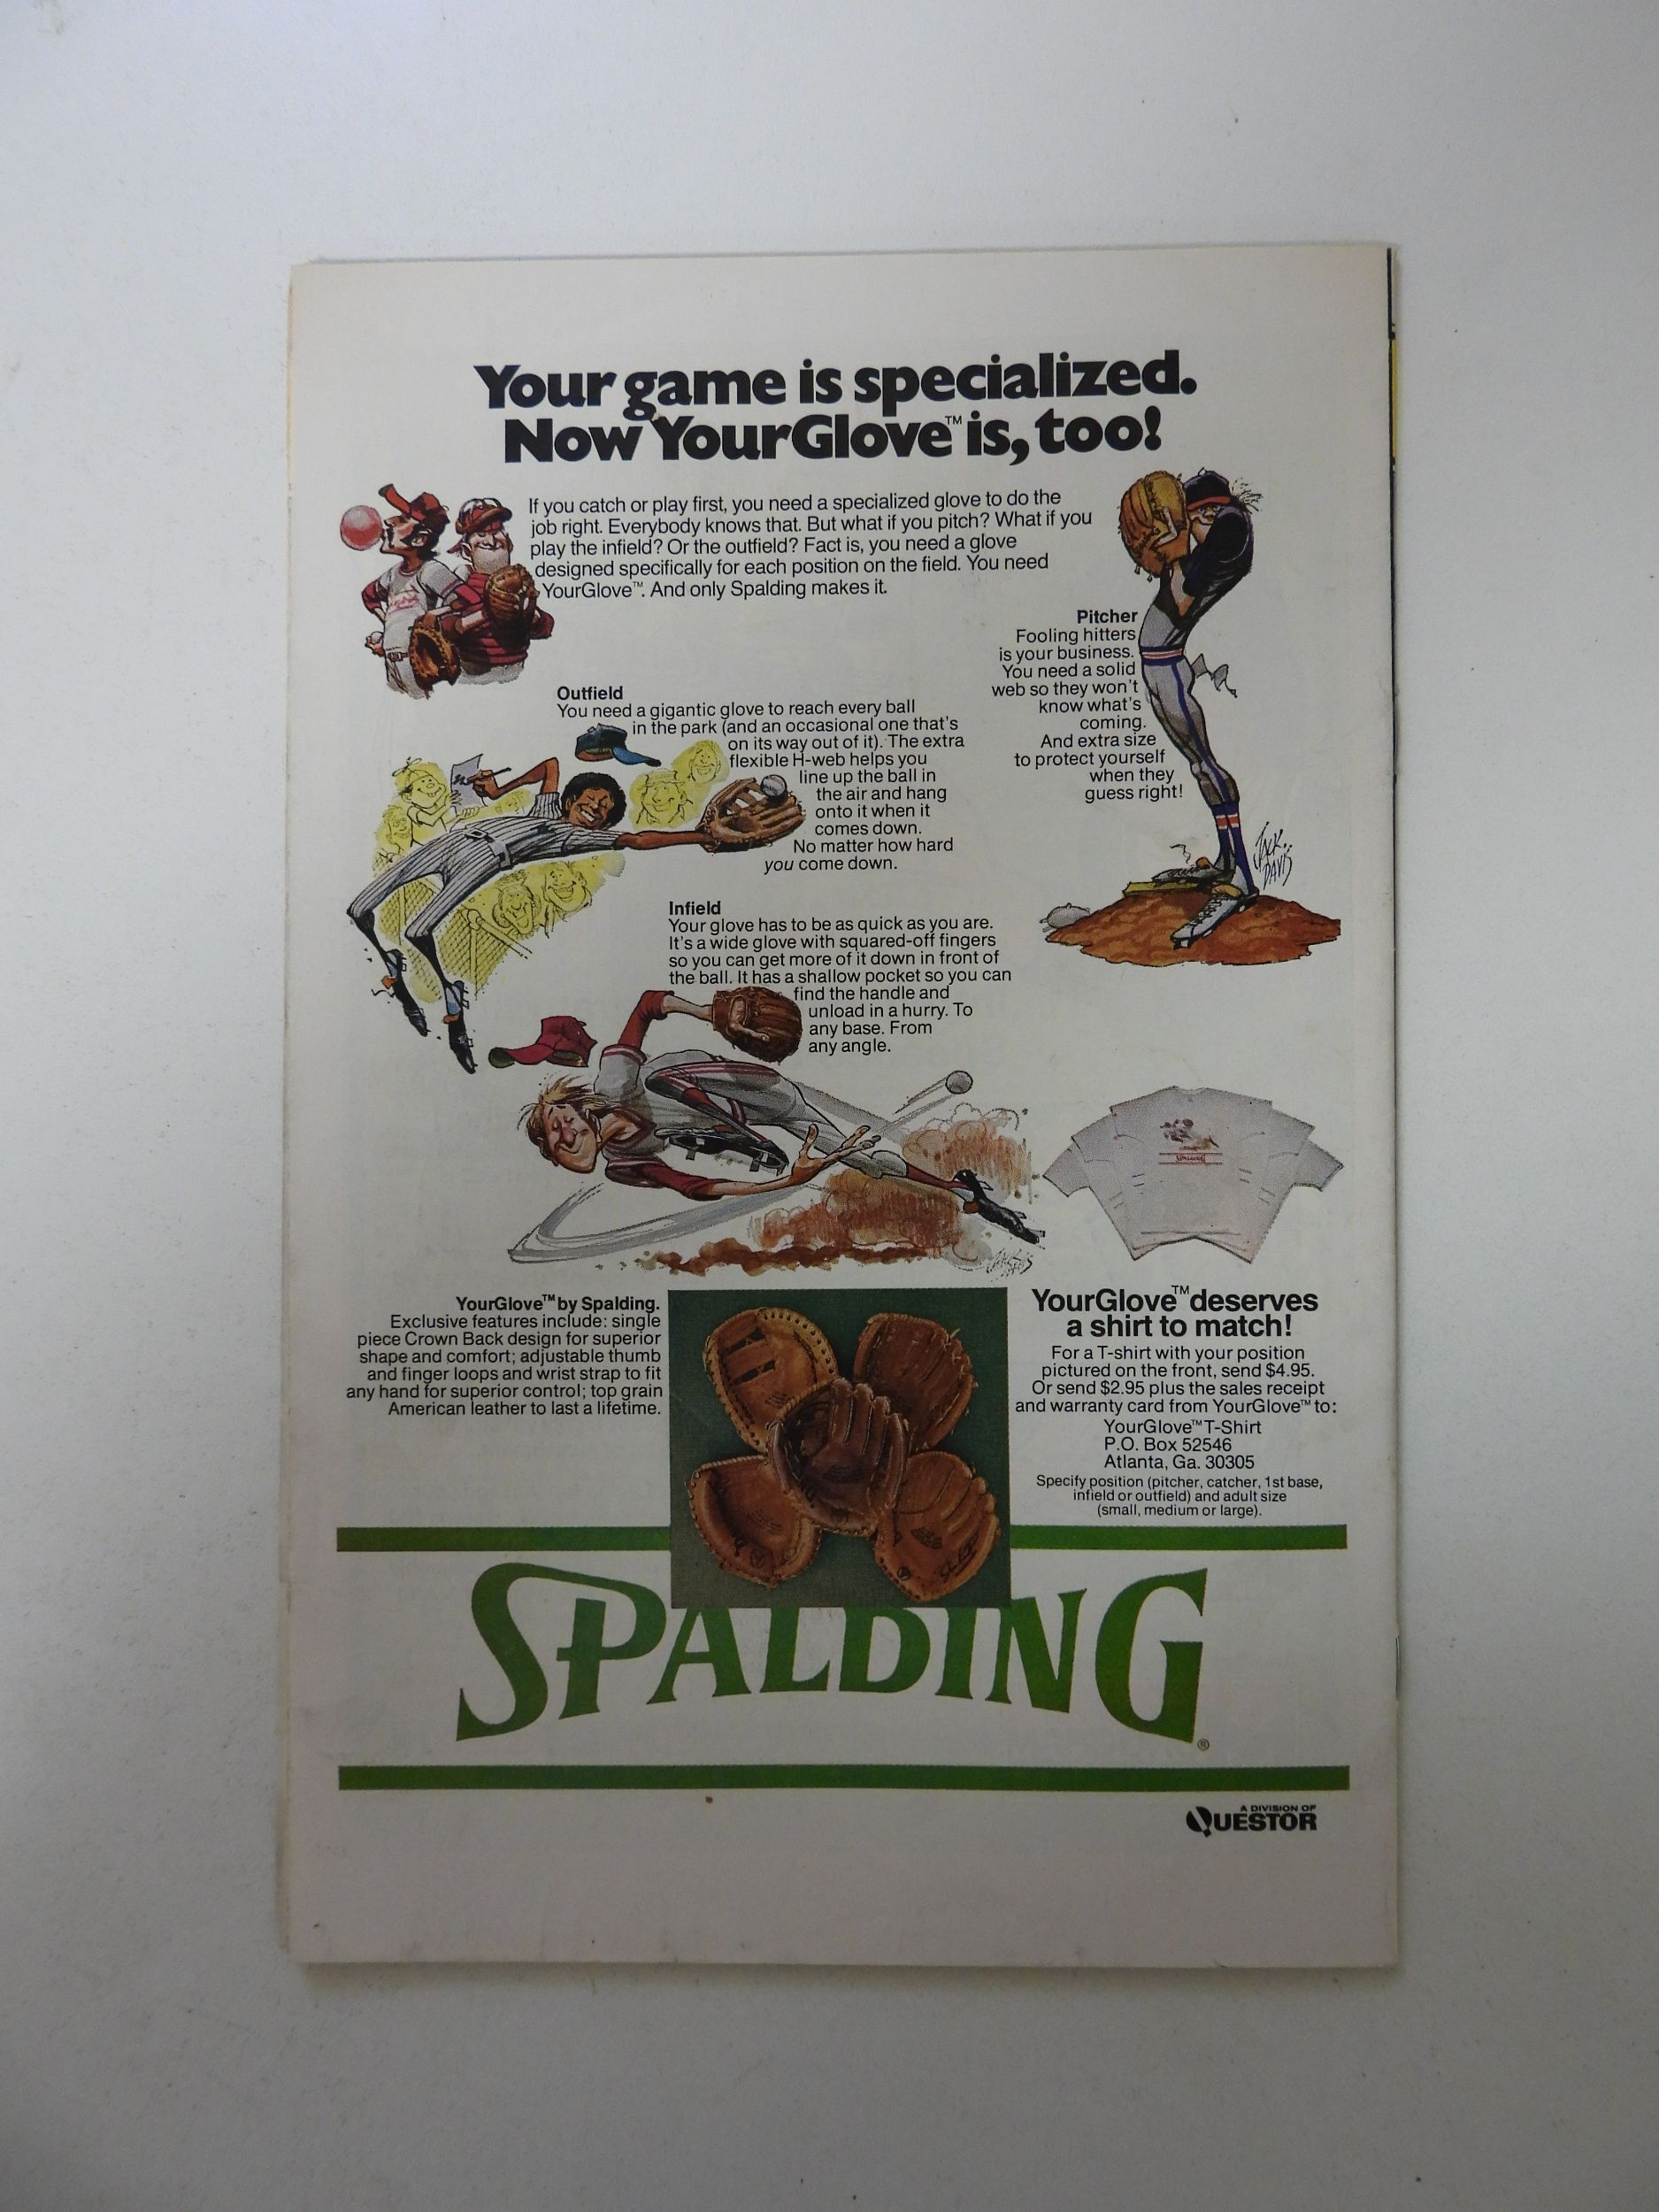 Your game is specialized.
Now YourGlove™ is, too!
If you catch or play first, you need a specialized glove to do the
job right. Everybody knows that. But what if you pitch? What if you
play the infield? Or the outfield? Fact is, you need a glove
designed specifically for each position on the field. You need
YourGlove™. And only Spalding makes it.
Pitcher
Fooling hitters
is your business.
You need a solid
web so they won't
know what's
coming.
And extra size
to protect yourself
when they
guess right!
JACK.
DAVIS
Outfield
You need a gigantic glove to reach every ball
in the park (and an occasional one that's
on its way out of it). The extra
flexible H-web helps you
line up the ball in
the air and hang
onto it when it
comes down.
No matter how hard
you come down.
Infield
Your glove has to be as quick as you are.
It's a wide glove with squared-off fingers
so you can get more of it down in front of
the ball. It has a shallow pocket so you can
find the handle and
unload in a hurry. To
any base. From
any angle.
SPALDING
YourGlove™ by Spalding.
Exclusive features include: single
piece Crown Back design for superior
shape and comfort; adjustable thumb
and finger loops and wrist strap to fit
any hand for superior control; top grain
American leather to last a lifetime.
YourGlove™ deserves
a shirt to match!
For a T-shirt with your position
pictured on the front, send $4.95.
Or send $2.95 plus the sales receipt
and warranty card from YourGlove™ to:
YourGlove™ T-Shirt
P.O. Box 52546
Atlanta, Ga. 30305
Specify position (pitcher, catcher, 1st base,
infield or outfield) and adult size
(small, medium or large).
SPALDING®
A DIVISION OF
QUESTOR